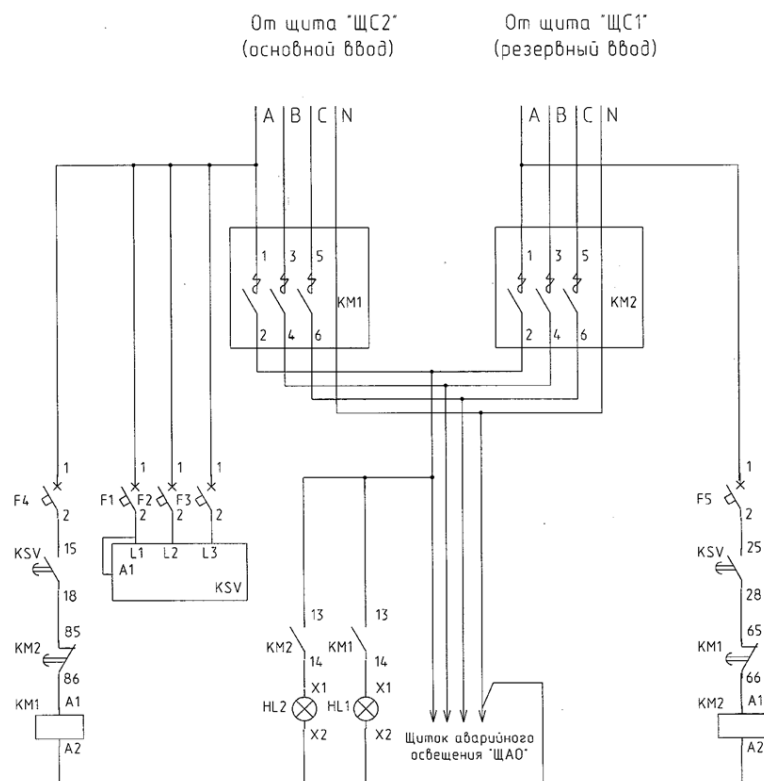 От щита "ЩС2"
(основной ввод)
От щита "ЩС1"
(резервный ввод)
A B C N
A B C N
1 3 5
KM1
2 4 6
1 3 5
KM2
2 4 6
1
F4
2
1
F1
2
1
F2
2
1
F3
2
1
F5
2
L1 L2 L3
A1
KSV
15
KSV
18
85
KM2
86
KM1
A1
A2
13
KM2
14
X1
HL2
X2
13
KM1
14
X1
HL1
X2
Щиток аварийного
освещения "ЩАО"
25
KSV
28
65
KM1
66
KM2
A1
A2